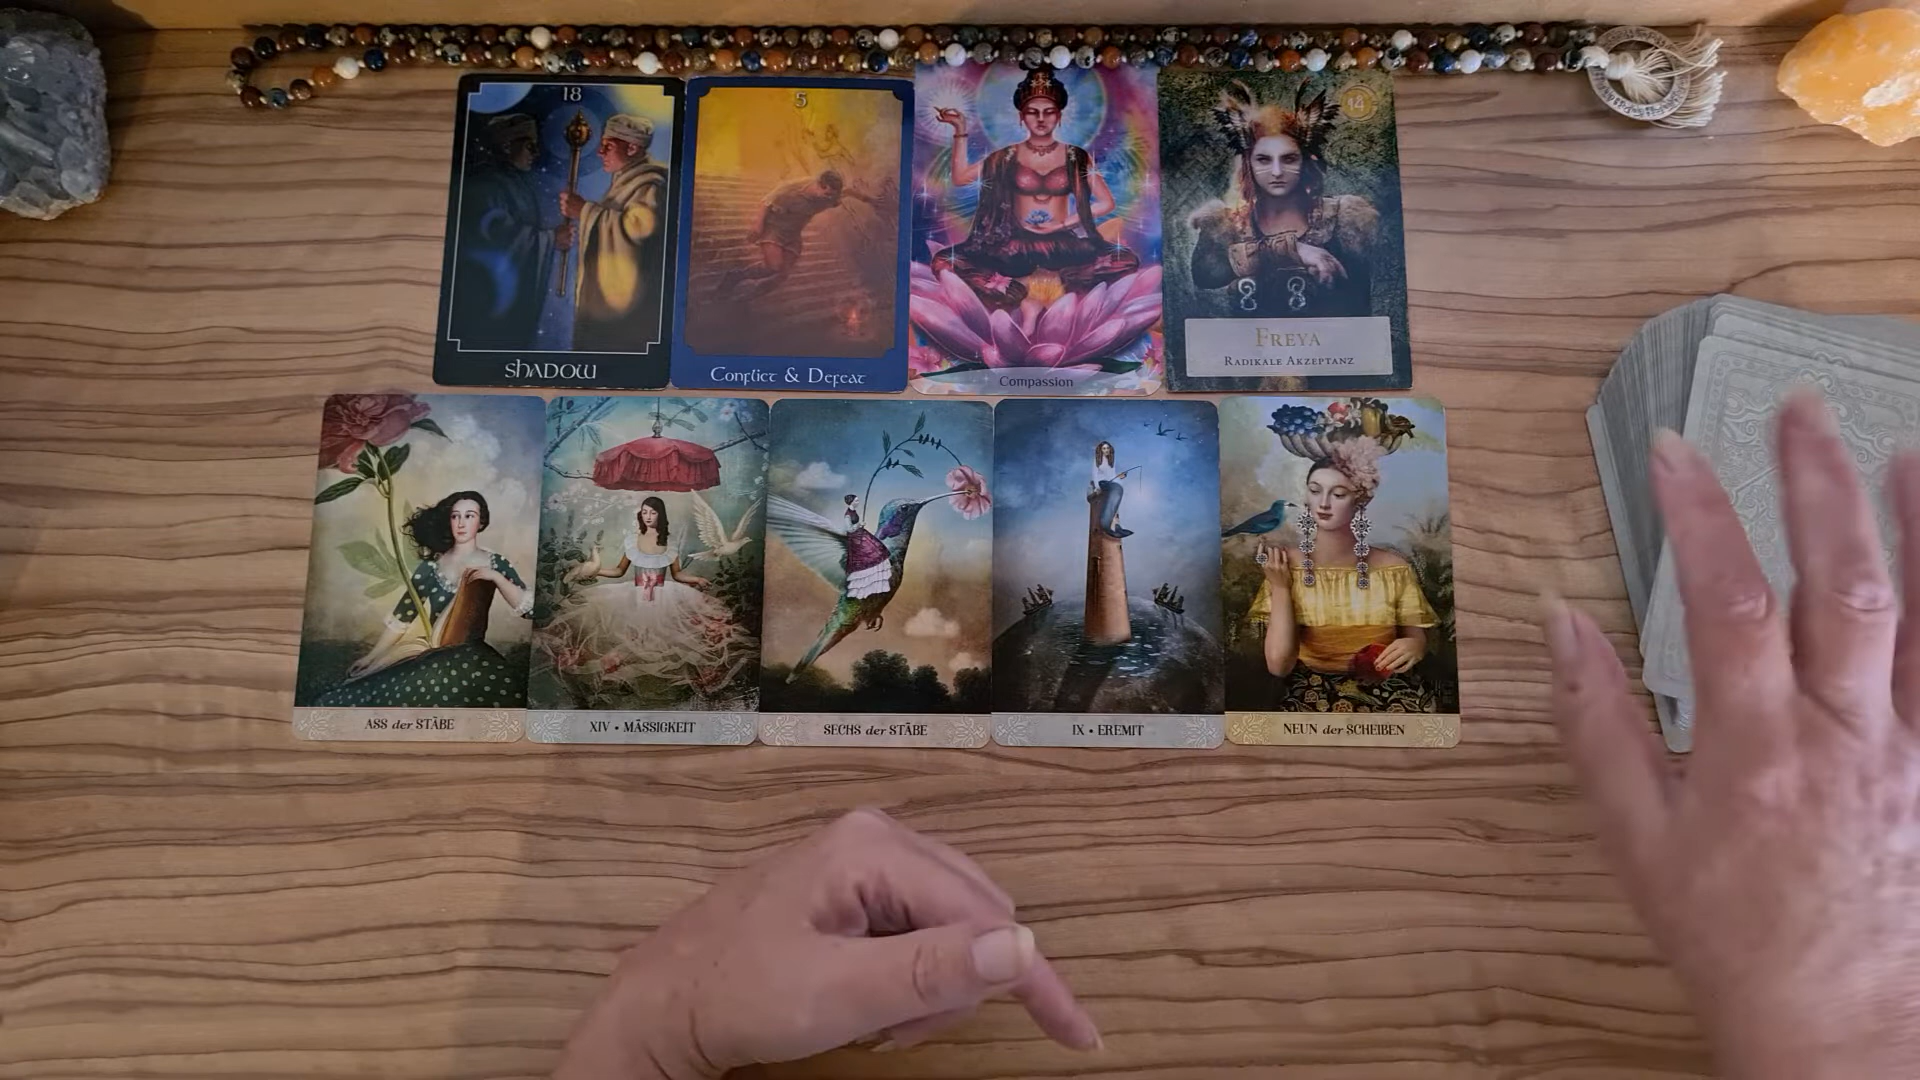 18
SHADOW
5
Conflict & Defeat
Compassion
14
FREYA
RADIKALE AKZEPTANZ
ASS der STÄBE
XIV • MÄSSIGKEIT
SECHS der STÄBE
IX • EREMIT
NEUN der SCHEIBEN